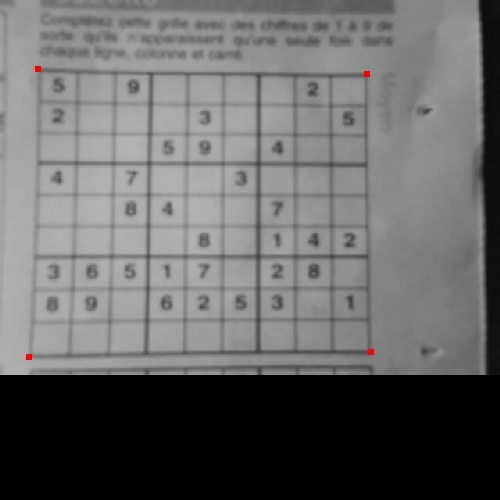 Complétez cette grille avec des chiffres de 1 à 9 de
sorte qu'ils n'apparaissent qu'une seule fois dans
chaque ligne, colonne et carré.
Moyen
5 9 2
2 3 5
5 9 4
4 7 3
8 4 7
8 1 4 2
3 6 5 1 7 2 8
8 9 6 2 5 3 1